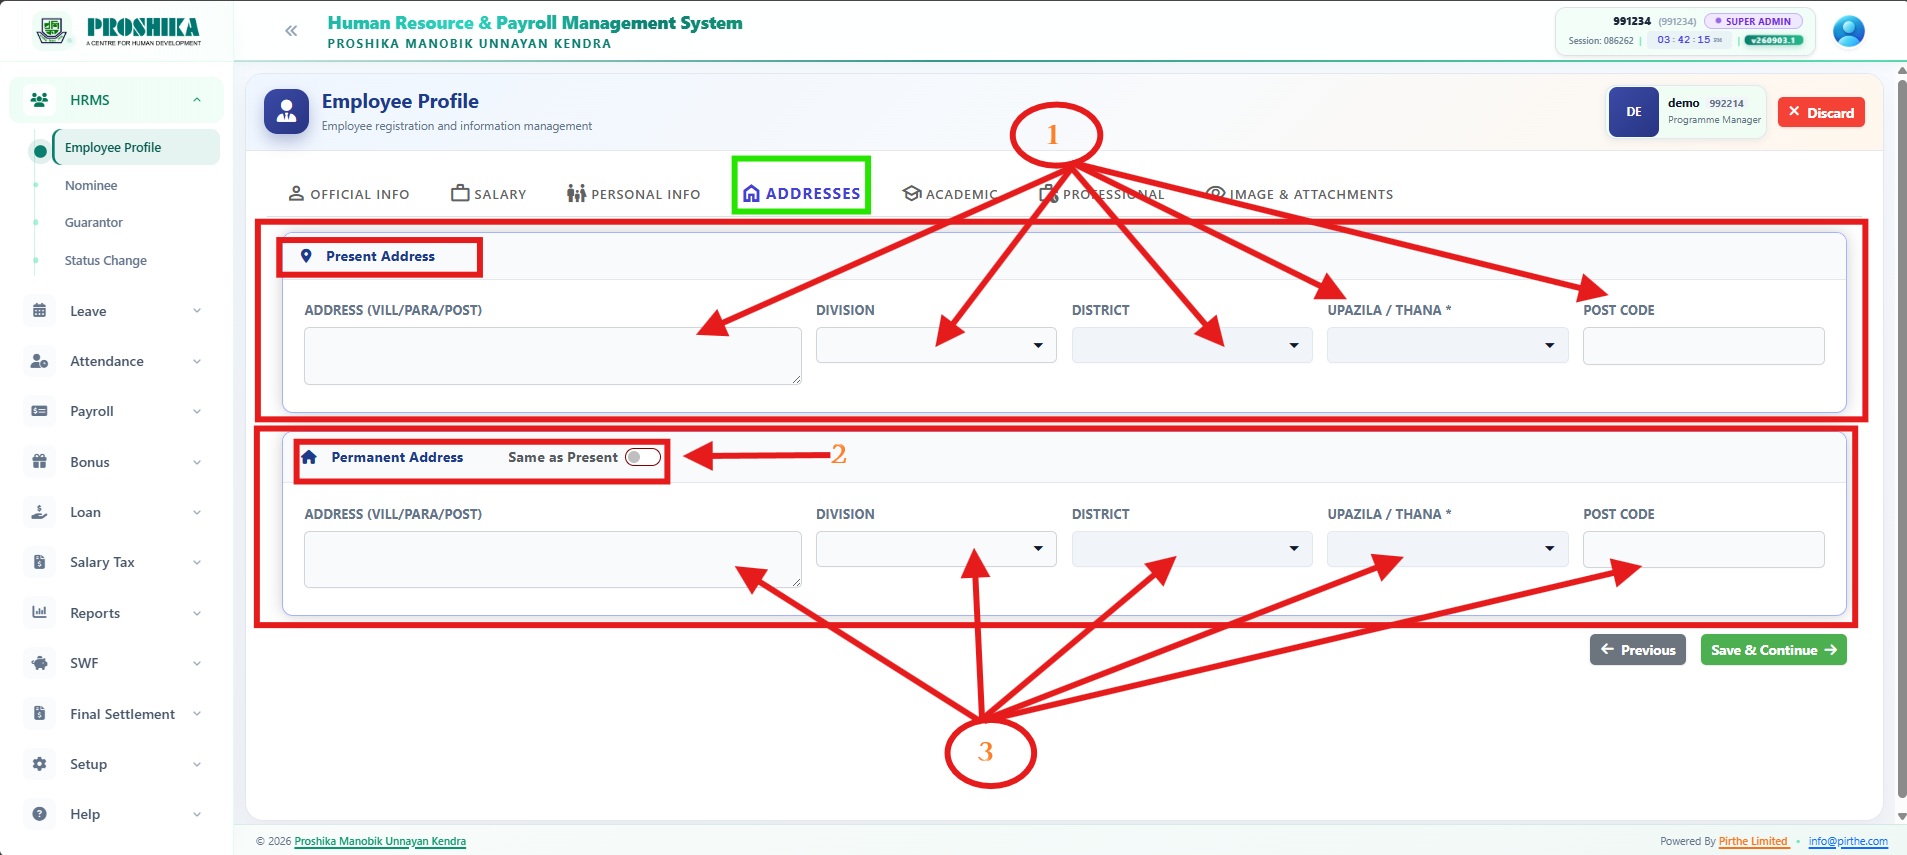 PROSHIKA
A CENTRE FOR HUMAN DEVELOPMENT
Human Resource & Payroll Management System
PROSHIKA MANOBIK UNNAYAN KENDRA
991234 (991234) SUPER ADMIN
Session: 086262 | 03:42:15 PM | v260903.1
HRMS
Employee Profile
Nominee
Guarantor
Status Change
Leave
Attendance
Payroll
Bonus
Loan
Salary Tax
Reports
SWF
Final Settlement
Setup
Help
Employee Profile
Employee registration and information management
DE
demo 992214
Programme Manager
Discard
1
OFFICIAL INFO
SALARY
PERSONAL INFO
ADDRESSES
ACADEMIC
PROFESSIONAL
IMAGE & ATTACHMENTS
Present Address
ADDRESS (VILL/PARA/POST)
DIVISION
DISTRICT
UPAZILA / THANA *
POST CODE
Permanent Address
Same as Present
2
ADDRESS (VILL/PARA/POST)
DIVISION
DISTRICT
UPAZILA / THANA *
POST CODE
Previous
Save & Continue
3
© 2026 Proshika Manobik Unnayan Kendra
Powered By Pirthe Limited • info@pirthe.com